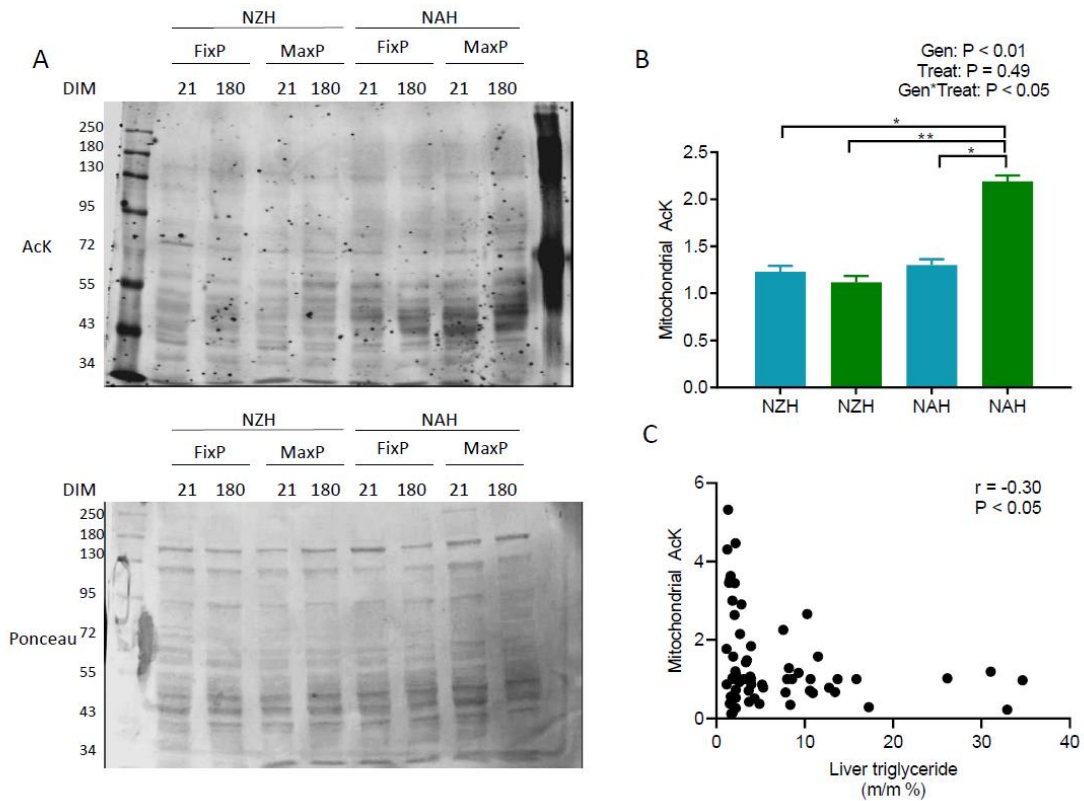 A
NZH NAH
FixP MaxP FixP MaxP
DIM 21 180 21 180 21 180 21 180
250
180
130
95
AcK 72
55
43
34
NZH NAH
FixP MaxP FixP MaxP
DIM 21 180 21 180 21 180 21 180
250
180
130
95
Ponceau 72
55
43
34
B
Gen: P < 0.01
Treat: P = 0.49
Gen*Treat: P < 0.05
*
**
*
Mitochondrial AcK
2.5
2.0
1.5
1.0
0.5
0.0
NZH NZH NAH NAH
C
r = -0.30
P < 0.05
Mitochondrial AcK
6
4
2
0
0 10 20 30 40
Liver triglyceride
(m/m %)